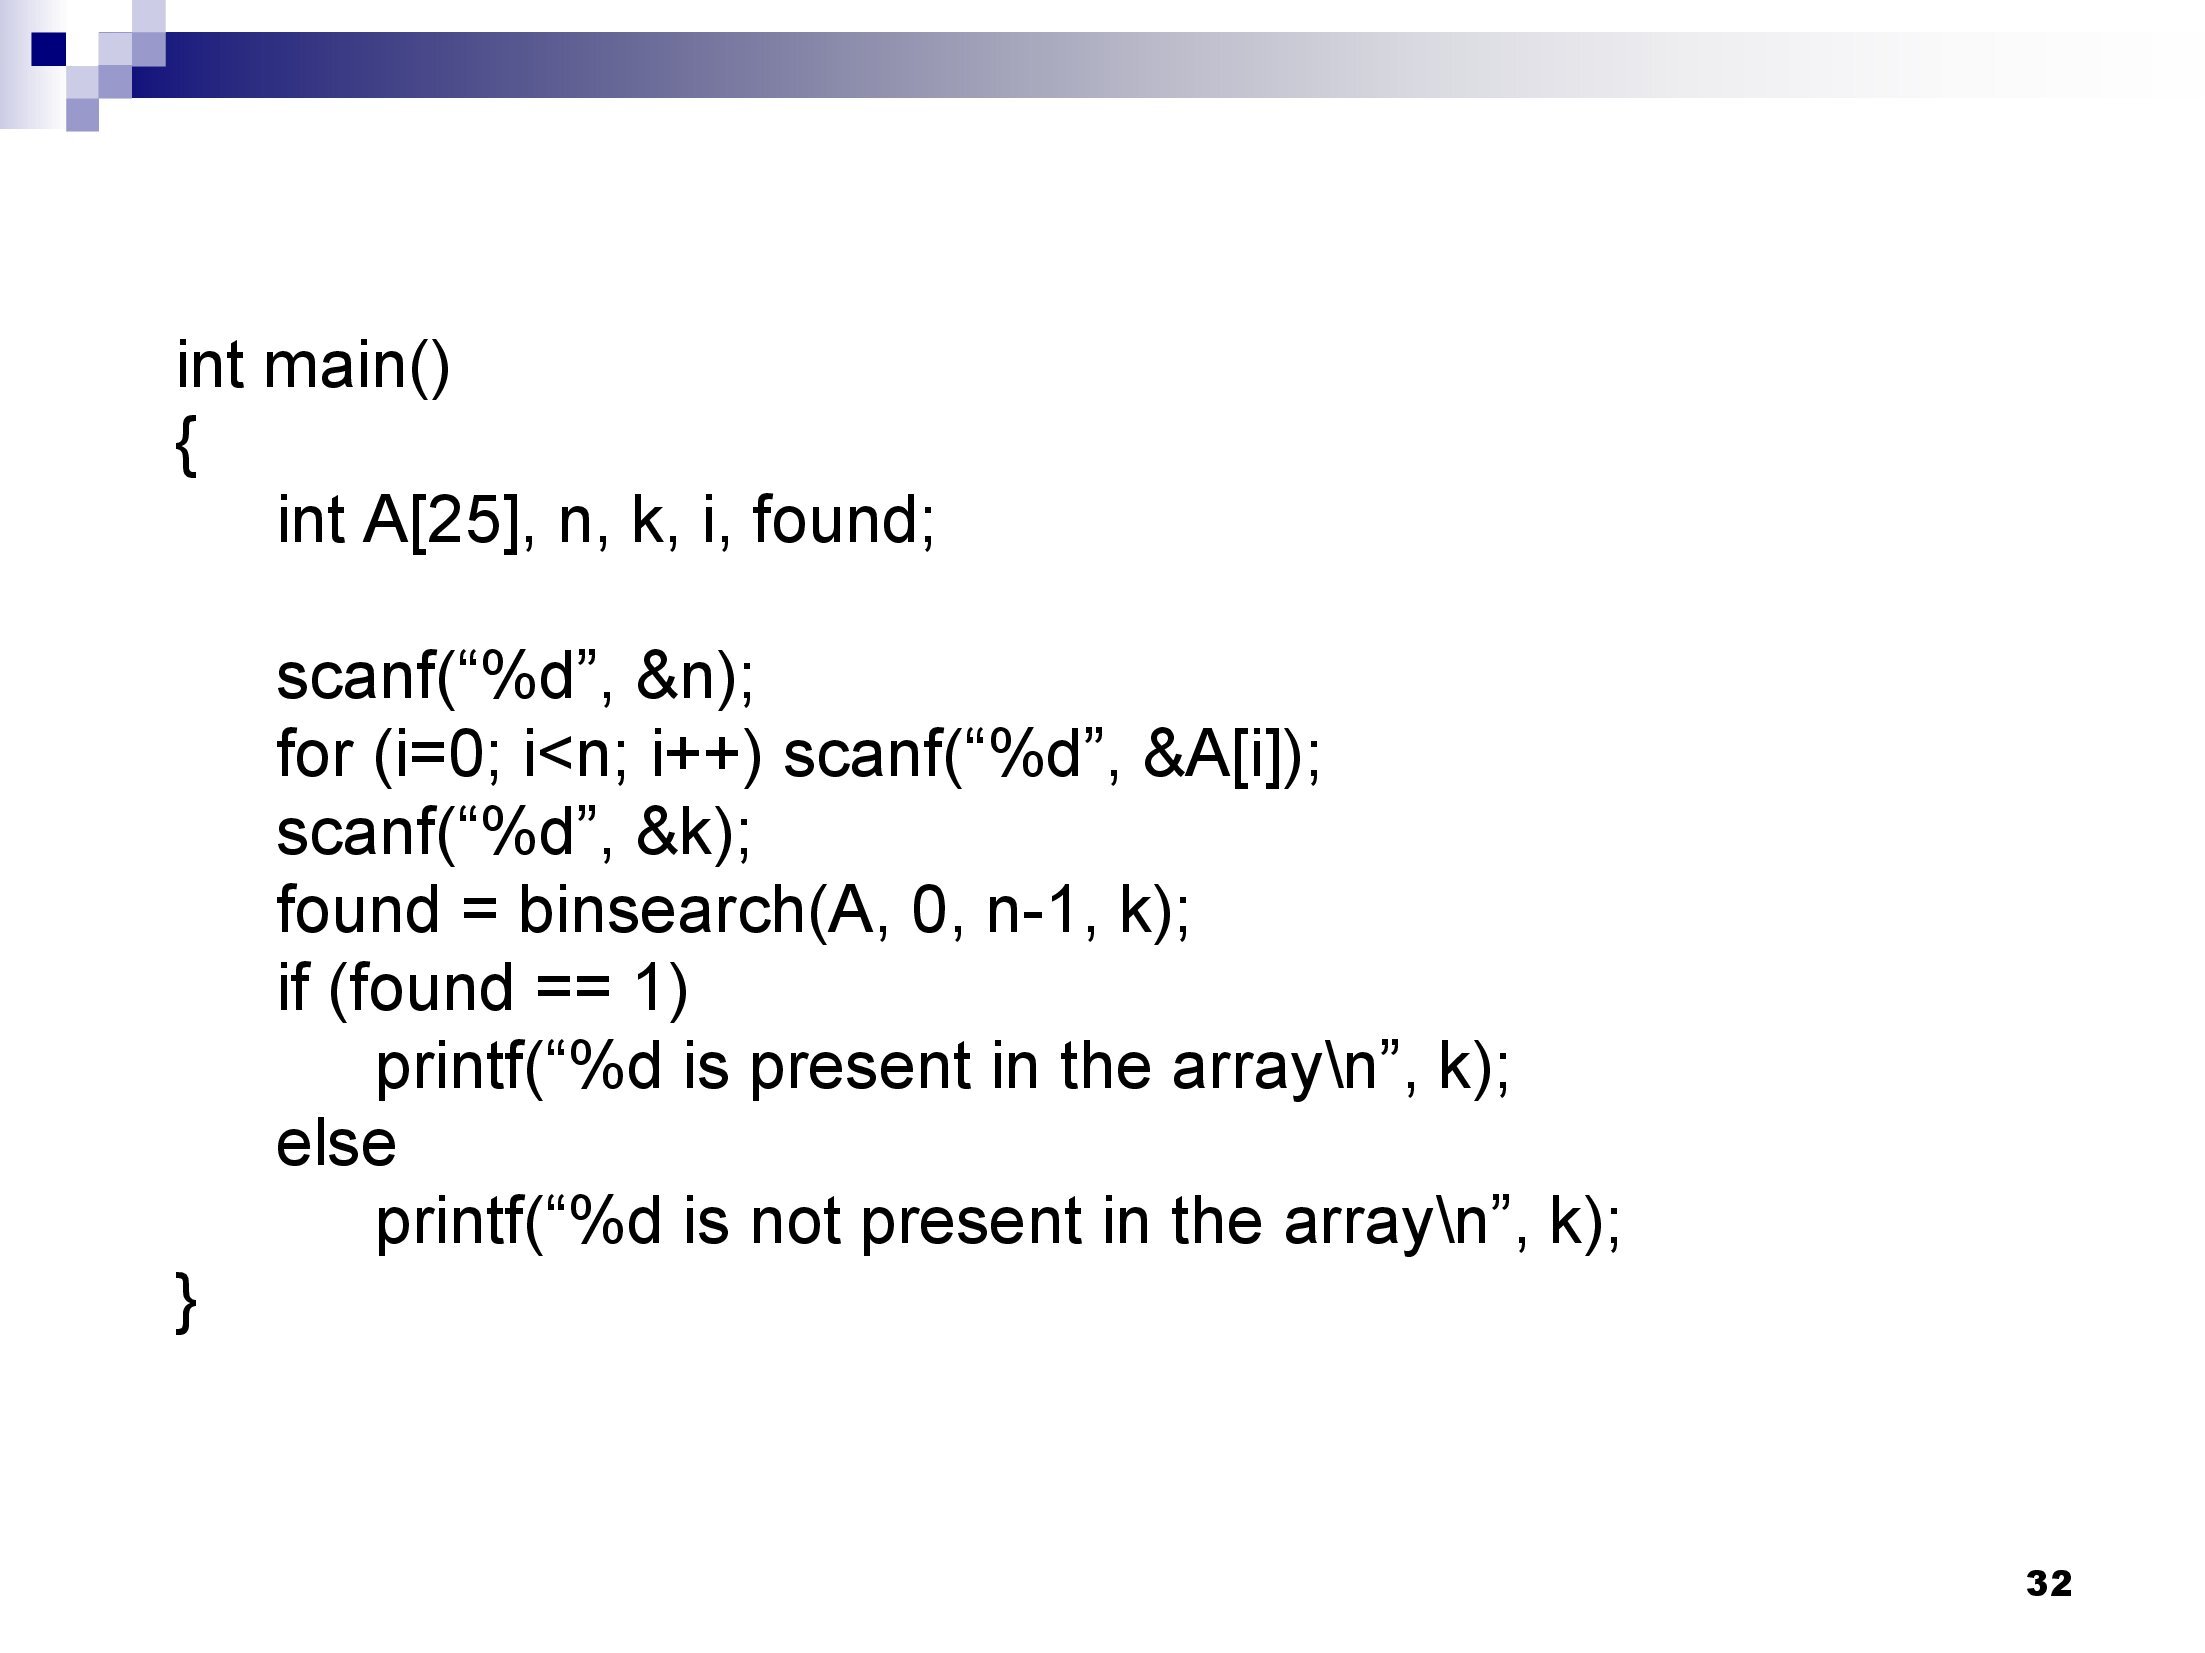 int main()
{
int A[25], n, k, i, found;
scanf(“%d”, &n);
for (i=0; i<n; i++) scanf(“%d”, &A[i]);
scanf(“%d”, &k);
found = binsearch(A, 0, n-1, k);
if (found == 1)
printf(“%d is present in the array\n”, k);
else
printf(“%d is not present in the array\n”, k);
}
32